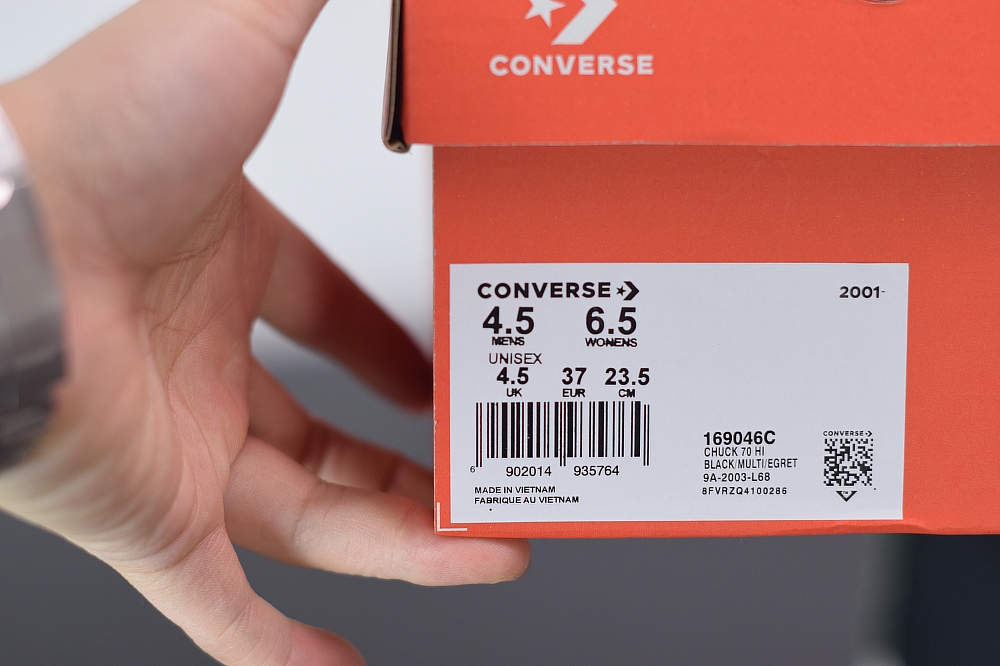 CONVERSE
CONVERSE
2001-
4.5 6.5
MENS WOMENS
UNISEX
4.5 37 23.5
UK EUR CM
6 902014 935764
MADE IN VIETNAM
FABRIQUE AU VIETNAM
169046C
CHUCK 70 HI
BLACK/MULTI/EGRET
9A-2003-L68
8FVRZQ4100286
CONVERSE